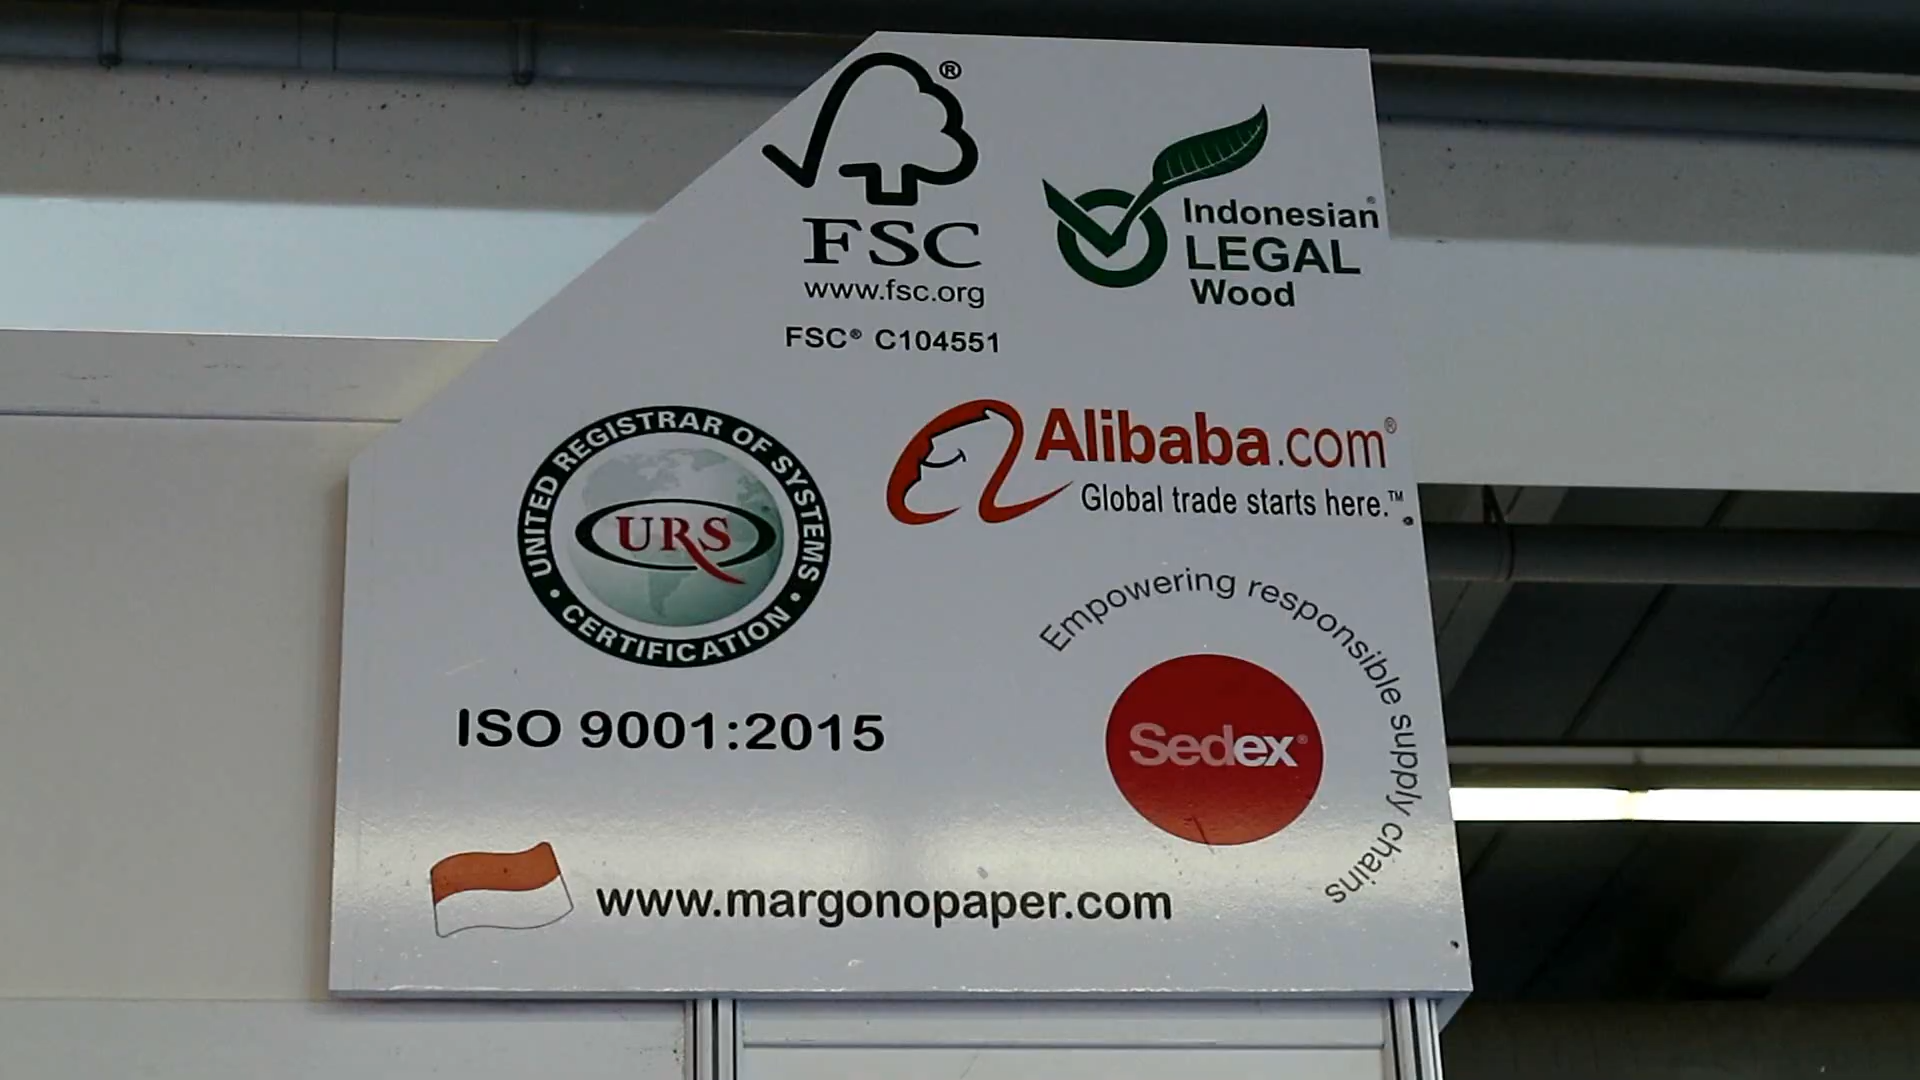 ®
FSC
www.fsc.org
FSC® C104551
Indonesian®
LEGAL
Wood
UNITED REGISTRAR OF SYSTEMS
URS
• CERTIFICATION •
ISO 9001:2015
Alibaba.com®
Global trade starts here.™
Empowering responsible supply chains
Sedex®
www.margonopaper.com